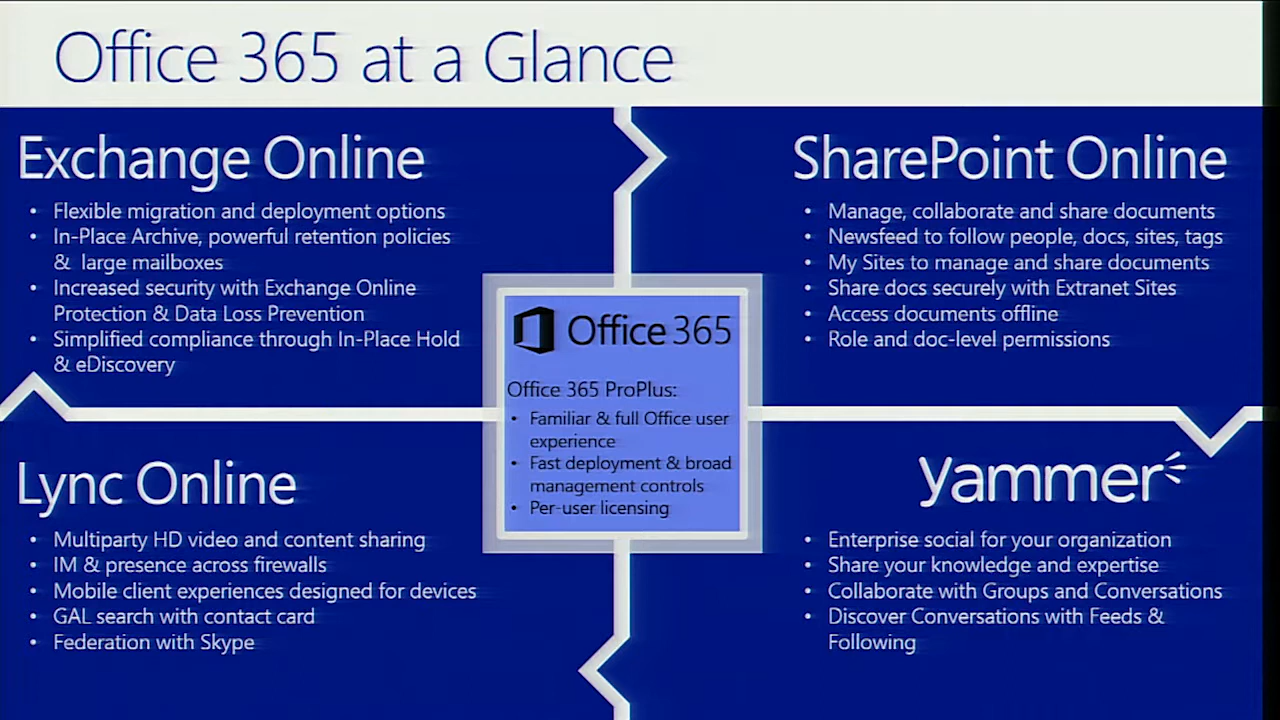 Office 365 at a Glance
Exchange Online
• Flexible migration and deployment options
• In-Place Archive, powerful retention policies
& large mailboxes
• Increased security with Exchange Online
Protection & Data Loss Prevention
• Simplified compliance through In-Place Hold
& eDiscovery
SharePoint Online
• Manage, collaborate and share documents
• Newsfeed to follow people, docs, sites, tags
• My Sites to manage and share documents
• Share docs securely with Extranet Sites
• Access documents offline
• Role and doc-level permissions
Office 365
Office 365 ProPlus:
• Familiar & full Office user
experience
• Fast deployment & broad
management controls
• Per-user licensing
Lync Online
• Multiparty HD video and content sharing
• IM & presence across firewalls
• Mobile client experiences designed for devices
• GAL search with contact card
• Federation with Skype
yammer
• Enterprise social for your organization
• Share your knowledge and expertise
• Collaborate with Groups and Conversations
• Discover Conversations with Feeds &
Following